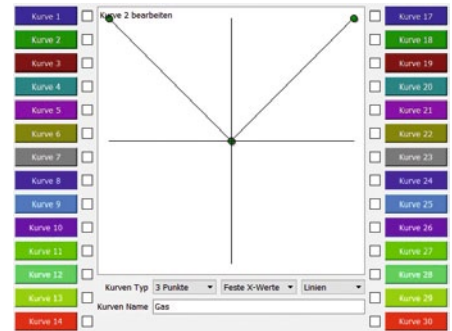 Kurve 2 bearbeiten
Kurve 1
Kurve 2
Kurve 3
Kurve 4
Kurve 5
Kurve 6
Kurve 7
Kurve 8
Kurve 9
Kurve 10
Kurve 11
Kurve 12
Kurve 13
Kurve 14
Kurve 17
Kurve 18
Kurve 19
Kurve 20
Kurve 21
Kurve 22
Kurve 23
Kurve 24
Kurve 25
Kurve 26
Kurve 27
Kurve 28
Kurve 29
Kurve 30
Kurven Typ 3 Punkte Feste X-Werte Linien
Kurven Name Gas